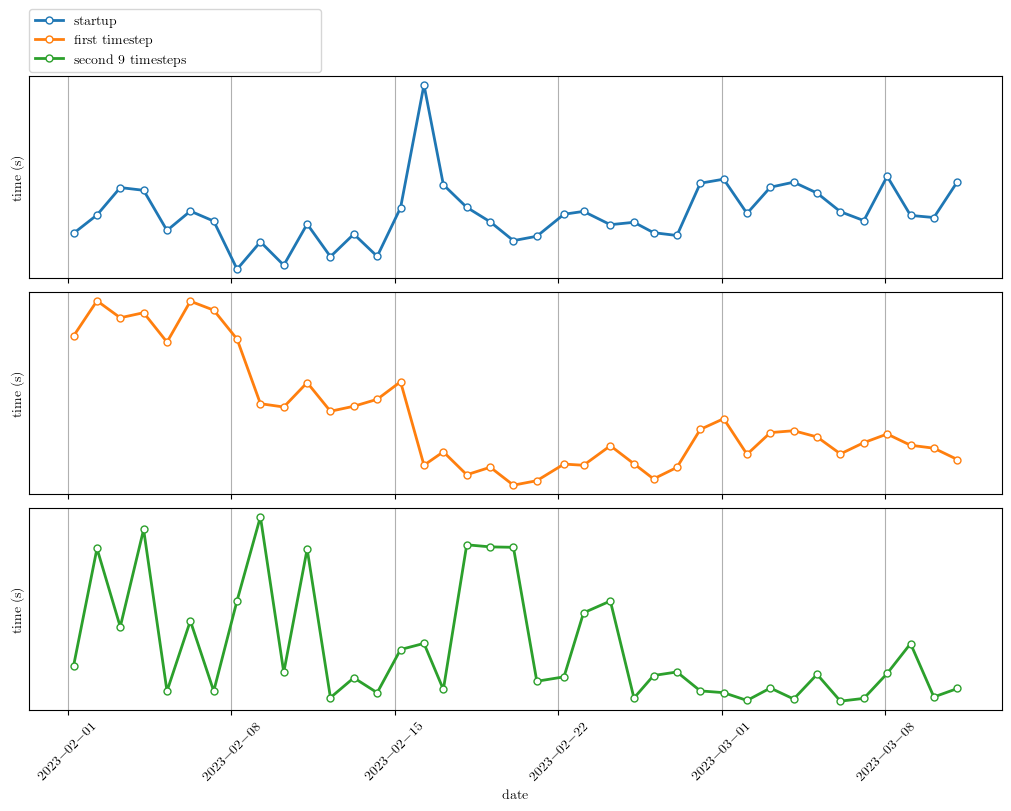 startup
first timestep
second 9 timesteps
time (s)
time (s)
time (s)
2023−02−01
2023−02−08
2023−02−15
2023−02−22
2023−03−01
2023−03−08
date